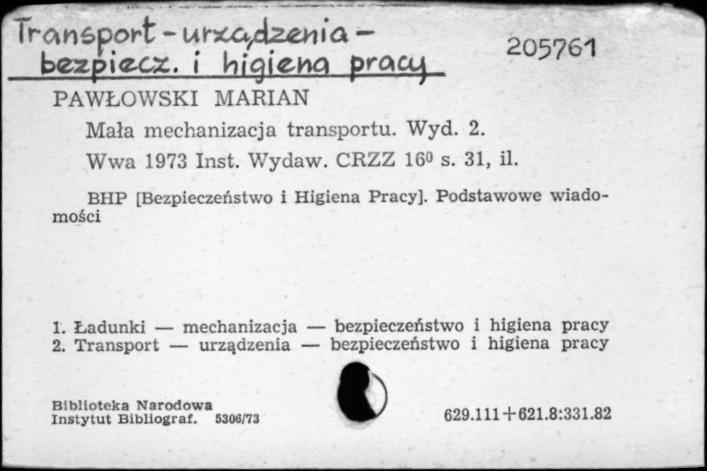 Transport-urządzenia-
205761
bezpiecz. i higiena pracy
PAWŁOWSKI MARIAN
Mała mechanizacja transportu. Wyd. 2.
Wwa 1973 Inst. Wydaw. CRZZ 16⁰ s. 31, il.
BHP [Bezpieczeństwo i Higiena Pracy]. Podstawowe wiado-
mości
1. Ładunki — mechanizacja — bezpieczeństwo i higiena pracy
2. Transport — urządzenia — bezpieczeństwo i higiena pracy
Biblioteka Narodowa
Instytut Bibliograf. 5306/73
629.111+621.8:331.82